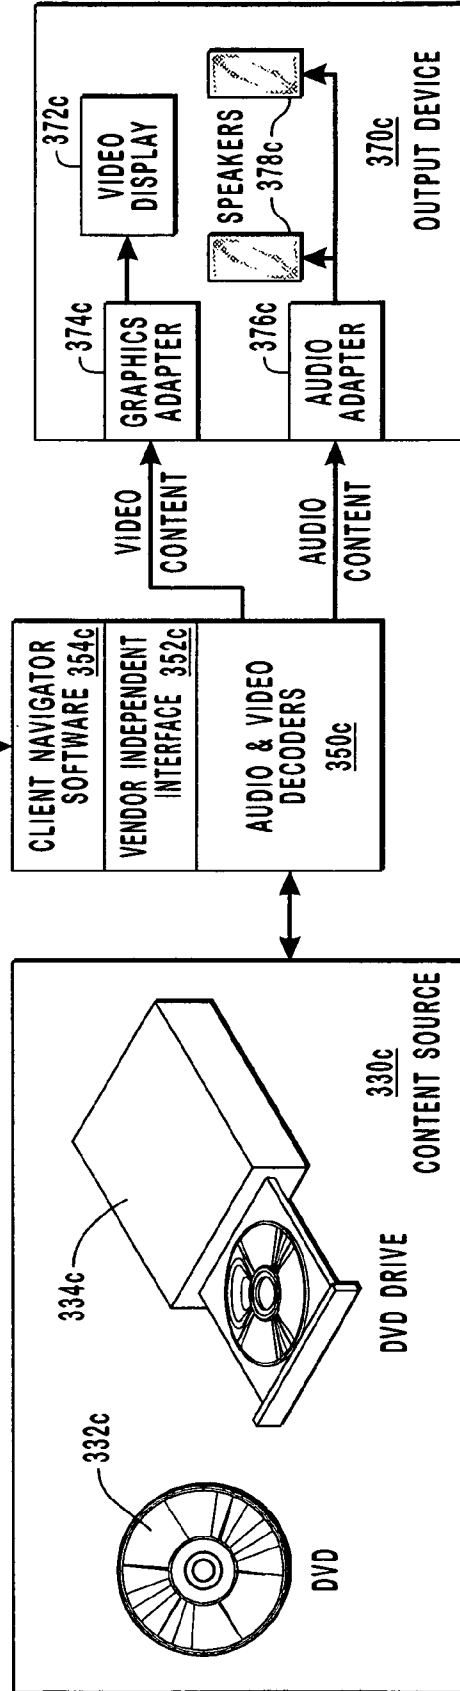 332c
DVD
334c
DVD DRIVE
330c
CONTENT SOURCE
CLIENT NAVIGATOR
SOFTWARE 354c
VENDOR INDEPENDENT
INTERFACE 352c
AUDIO & VIDEO
DECODERS
350c
VIDEO
CONTENT
AUDIO
CONTENT
374c
GRAPHICS
ADAPTER
372c
VIDEO
DISPLAY
376c
AUDIO
ADAPTER
SPEAKERS
378c
370c
OUTPUT DEVICE